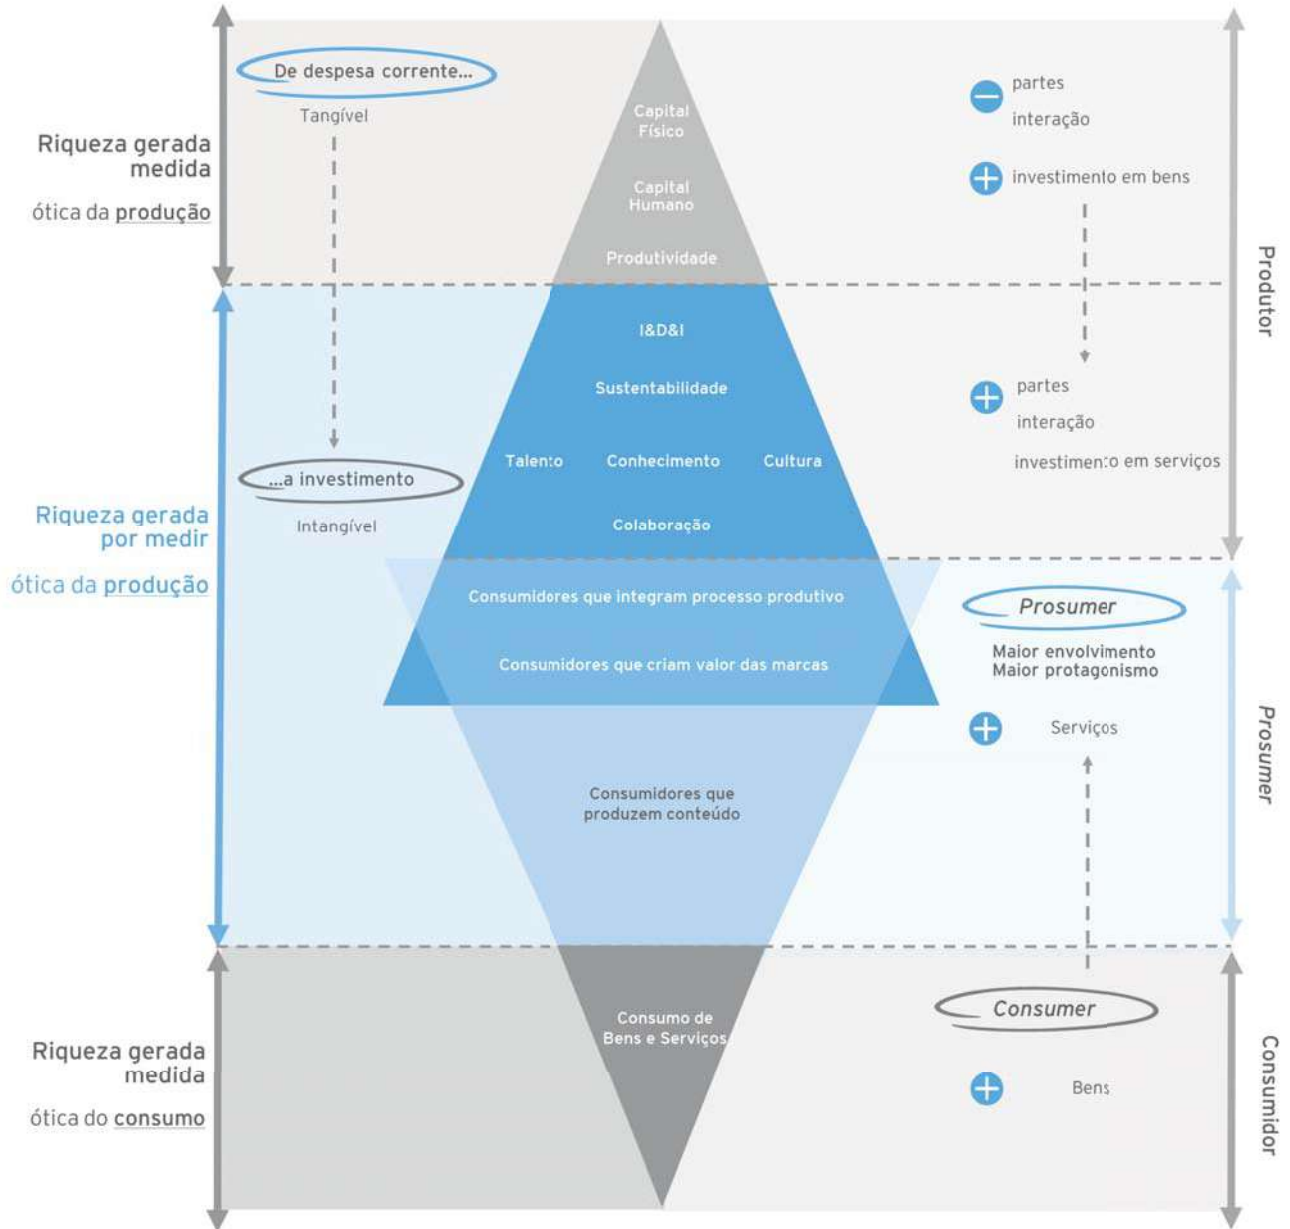 De despesa corrente...
Tangível
Riqueza gerada
medida
ótica da produção
Capital
Físico
Capital
Humano
Produtividade
partes
interação
investimento em bens
Produtor
I&D&I
Sustentabilidade
Talento Conhecimento Cultura
Colaboração
partes
interação
investimento em serviços
...a investimento
Intangível
Riqueza gerada
por medir
ótica da produção
Consumidores que integram processo produtivo
Consumidores que criam valor das marcas
Consumidores que
produzem conteúdo
Prosumer
Maior envolvimento
Maior protagonismo
Serviços
Prosumer
Riqueza gerada
medida
ótica do consumo
Consumo de
Bens e Serviços
Consumer
Bens
Consumidor